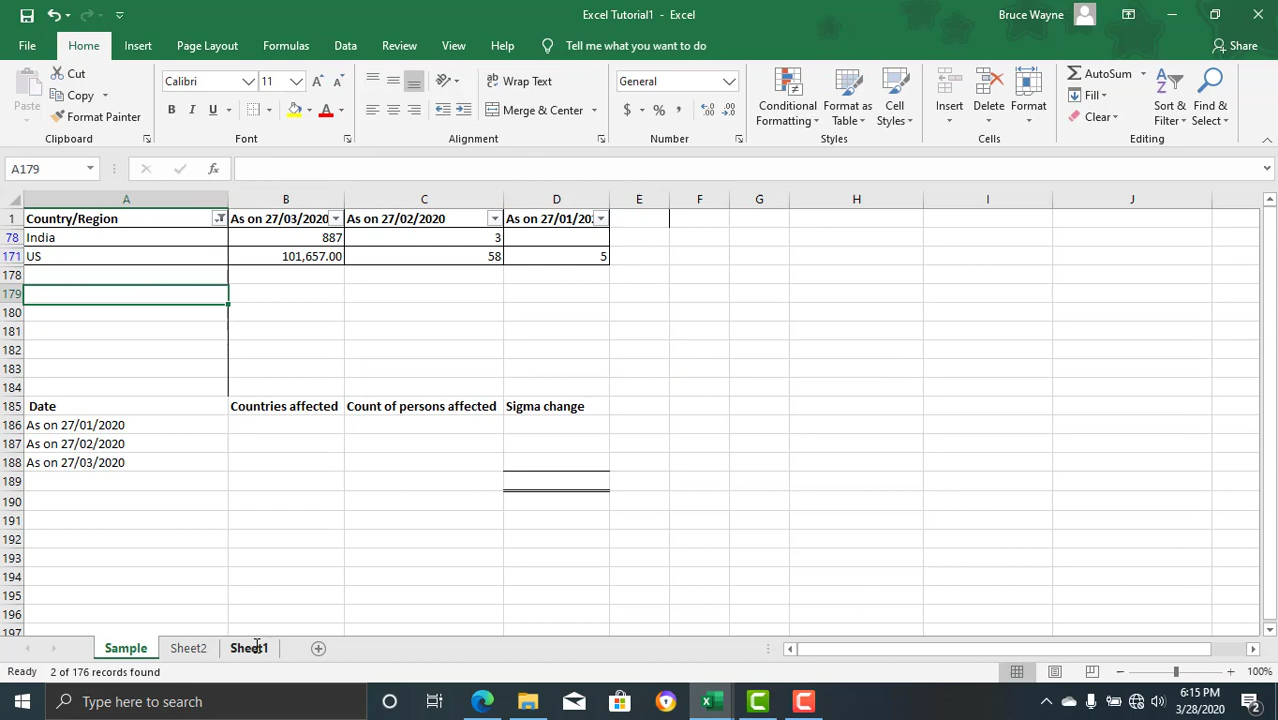 Excel Tutorial1 - Excel
Bruce Wayne
File Home Insert Page Layout Formulas Data Review View Help Tell me what you want to do Share
Paste
Cut
Copy
Format Painter
Clipboard
Calibri 11
B I U
A
Font
ab
Wrap Text
Merge & Center
Alignment
General
$ % ,
Number
Conditional Formatting
Format as Table
Cell Styles
Styles
Insert
Delete
Format
Cells
AutoSum
Fill
Clear
Sort & Filter
Find & Select
Editing
A179
fx
A B C D E F G H I J
1 Country/Region As on 27/03/2020 As on 27/02/2020 As on 27/01/202
78 India 887 3
171 US 101,657.00 58 5
178
179
180
181
182
183
184
185 Date Countries affected Count of persons affected Sigma change
186 As on 27/01/2020
187 As on 27/02/2020
188 As on 27/03/2020
189
190
191
192
193
194
195
196
197
Sample Sheet2 Sheet1
Ready 2 of 176 records found 100%
Type here to search
6:15 PM
3/28/2020
2